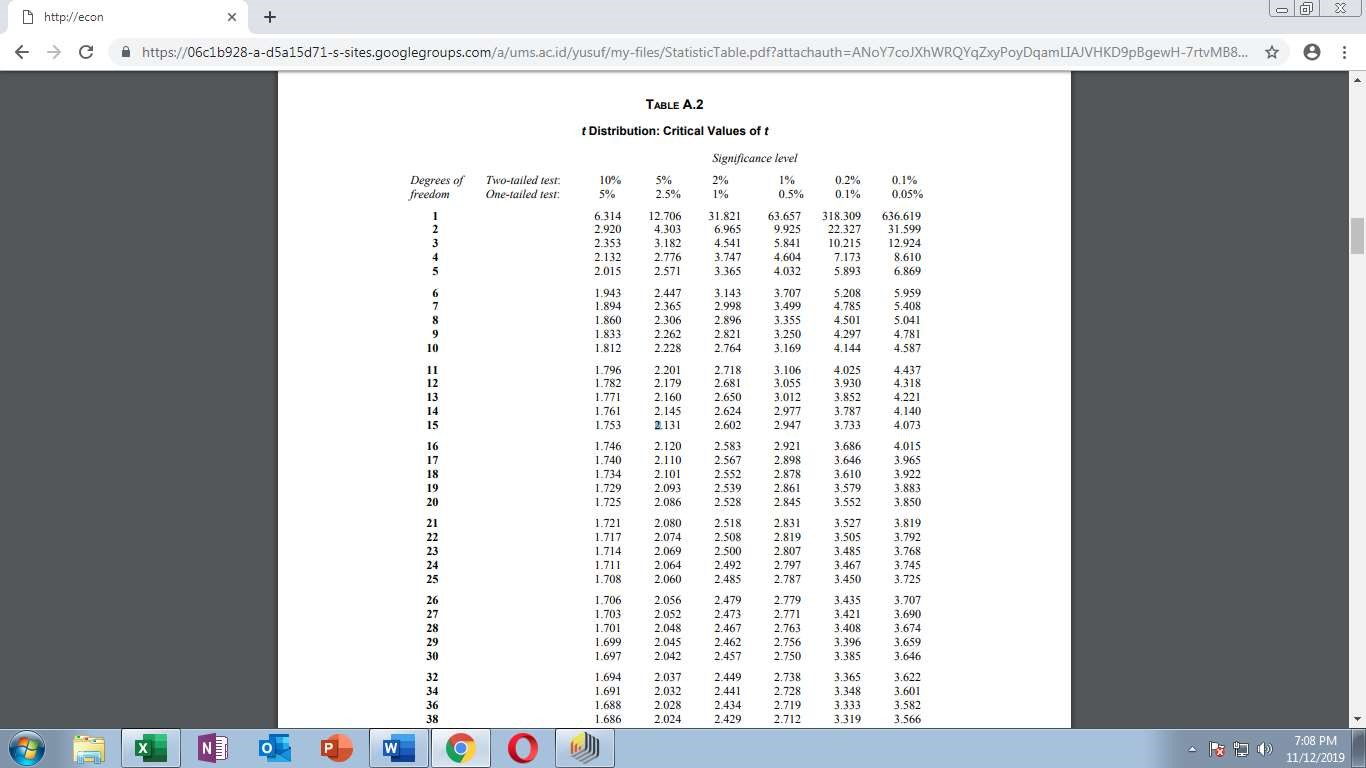 http://econ
https://06c1b928-a-d5a15d71-s-sites.googlegroups.com/a/ums.ac.id/yusuf/my-files/StatisticTable.pdf?attachauth=ANoY7coJXhWRQYqZxyPoyDqamLIAJVHKD9pBgewH-7rtvMB8...
TABLE A.2
t Distribution: Critical Values of t
Significance level
Degrees of Two-tailed test: 10% 5% 2% 1% 0.2% 0.1%
freedom One-tailed test: 5% 2.5% 1% 0.5% 0.1% 0.05%
1 6.314 12.706 31.821 63.657 318.309 636.619
2 2.920 4.303 6.965 9.925 22.327 31.599
3 2.353 3.182 4.541 5.841 10.215 12.924
4 2.132 2.776 3.747 4.604 7.173 8.610
5 2.015 2.571 3.365 4.032 5.893 6.869
6 1.943 2.447 3.143 3.707 5.208 5.959
7 1.894 2.365 2.998 3.499 4.785 5.408
8 1.860 2.306 2.896 3.355 4.501 5.041
9 1.833 2.262 2.821 3.250 4.297 4.781
10 1.812 2.228 2.764 3.169 4.144 4.587
11 1.796 2.201 2.718 3.106 4.025 4.437
12 1.782 2.179 2.681 3.055 3.930 4.318
13 1.771 2.160 2.650 3.012 3.852 4.221
14 1.761 2.145 2.624 2.977 3.787 4.140
15 1.753 2.131 2.602 2.947 3.733 4.073
16 1.746 2.120 2.583 2.921 3.686 4.015
17 1.740 2.110 2.567 2.898 3.646 3.965
18 1.734 2.101 2.552 2.878 3.610 3.922
19 1.729 2.093 2.539 2.861 3.579 3.883
20 1.725 2.086 2.528 2.845 3.552 3.850
21 1.721 2.080 2.518 2.831 3.527 3.819
22 1.717 2.074 2.508 2.819 3.505 3.792
23 1.714 2.069 2.500 2.807 3.485 3.768
24 1.711 2.064 2.492 2.797 3.467 3.745
25 1.708 2.060 2.485 2.787 3.450 3.725
26 1.706 2.056 2.479 2.779 3.435 3.707
27 1.703 2.052 2.473 2.771 3.421 3.690
28 1.701 2.048 2.467 2.763 3.408 3.674
29 1.699 2.045 2.462 2.756 3.396 3.659
30 1.697 2.042 2.457 2.750 3.385 3.646
32 1.694 2.037 2.449 2.738 3.365 3.622
34 1.691 2.032 2.441 2.728 3.348 3.601
36 1.688 2.028 2.434 2.719 3.333 3.582
38 1.686 2.024 2.429 2.712 3.319 3.566
7:08 PM
11/12/2019